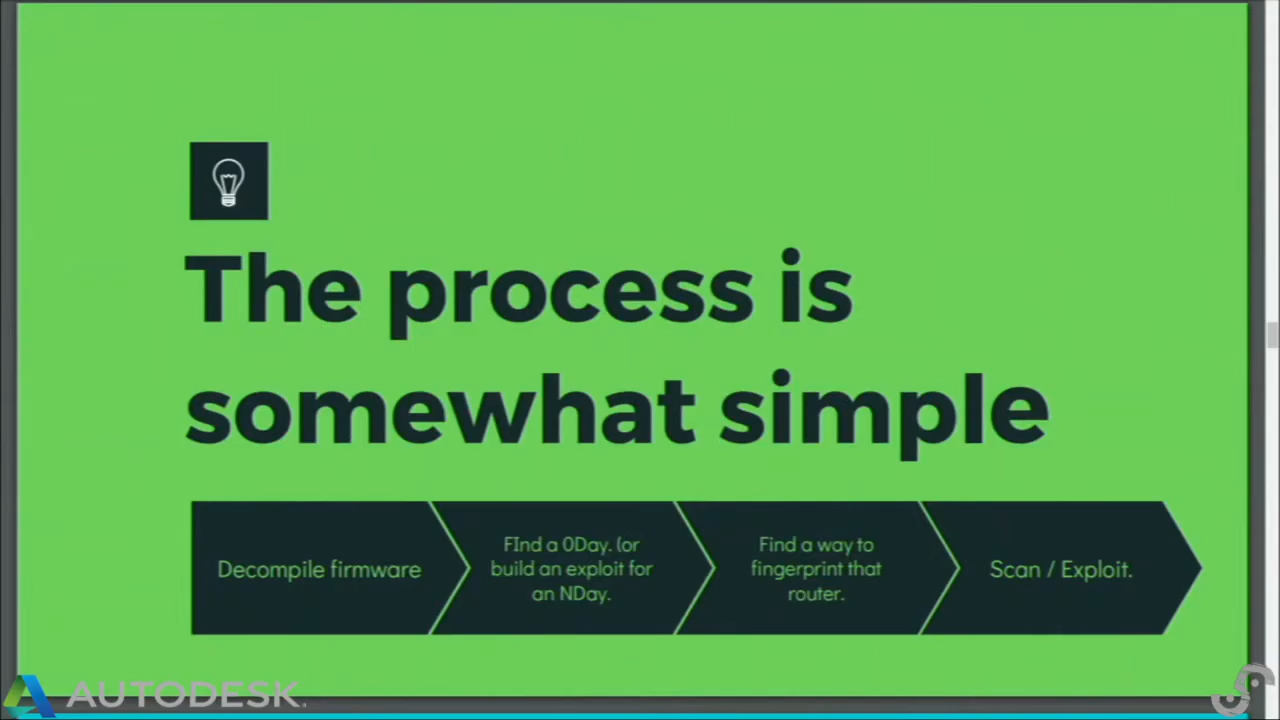 The process is
somewhat simple
Decompile firmware
FInd a 0Day. (or
build an exploit for
an NDay.
Find a way to
fingerprint that
router.
Scan / Exploit.
AUTODESK.